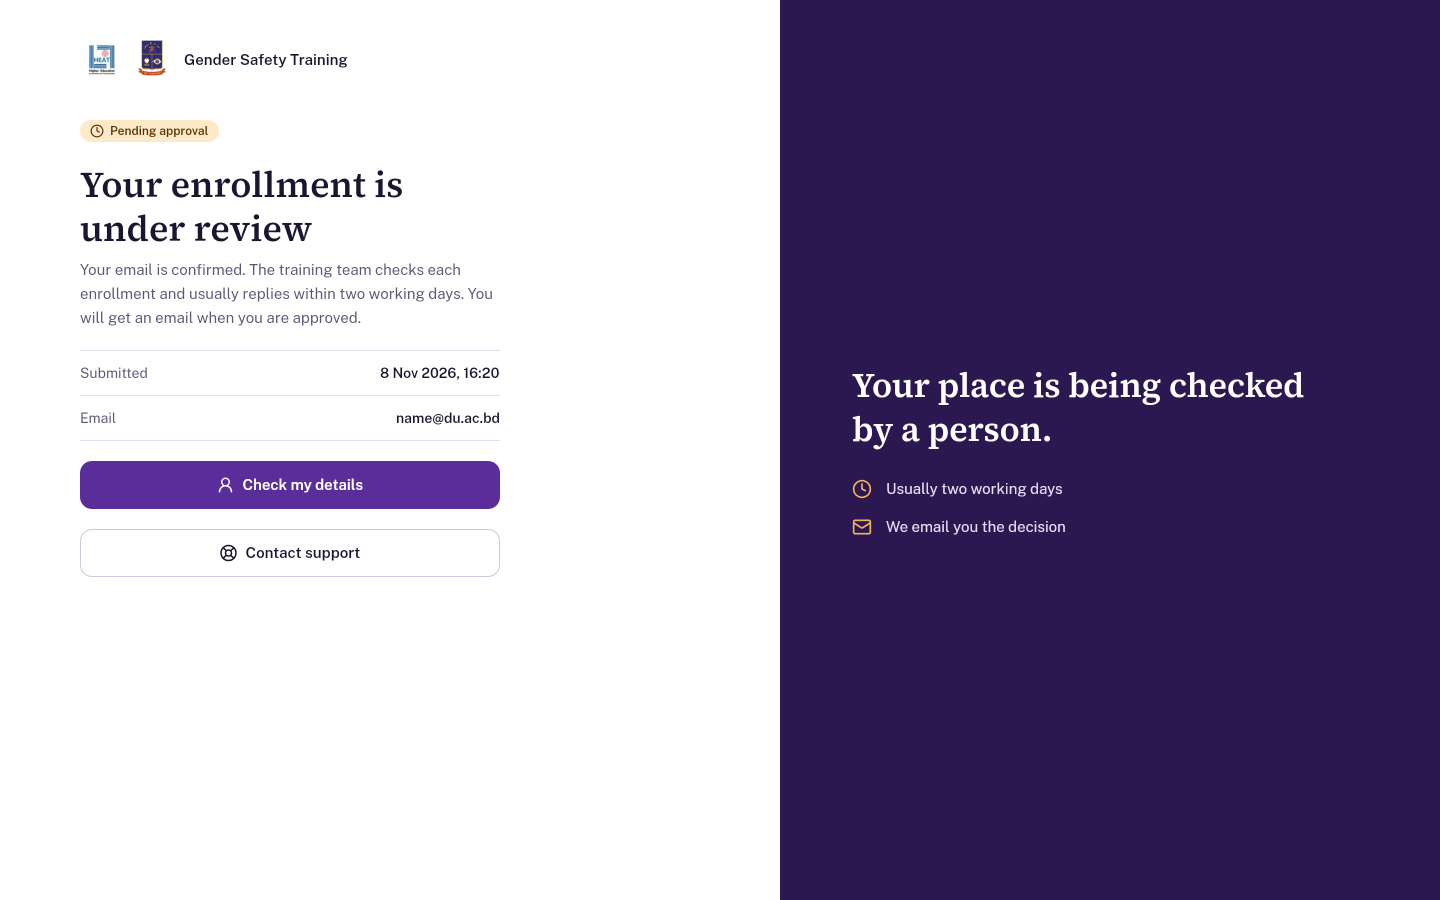 HEAT
Gender Safety Training
Pending approval
Your enrollment is
under review
Your email is confirmed. The training team checks each
enrollment and usually replies within two working days. You
will get an email when you are approved.
Submitted
8 Nov 2026, 16:20
Email
name@du.ac.bd
Check my details
Contact support
Your place is being checked
by a person.
Usually two working days
We email you the decision